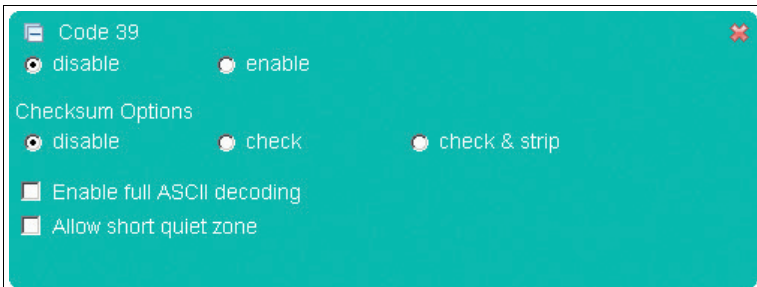 Code 39
disable enable
Checksum Options
disable check check & strip
Enable full ASCII decoding
Allow short quiet zone